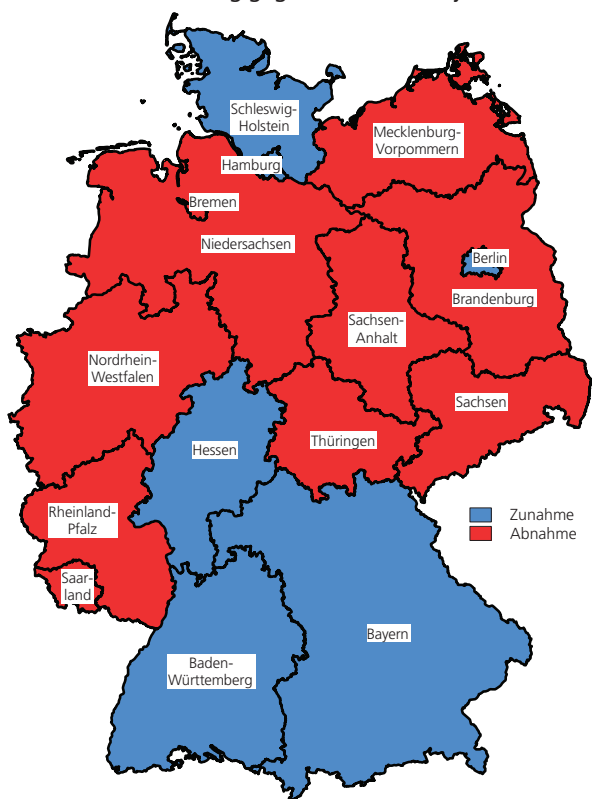 Schleswig-
Holstein
Mecklenburg-
Vorpommern
Hamburg
Bremen
Niedersachsen
Berlin
Brandenburg
Sachsen-
Anhalt
Nordrhein-
Westfalen
Sachsen
Thüringen
Hessen
Rheinland-
Pfalz
Zunahme
Abnahme
Saar-
land
Bayern
Baden-
Württemberg